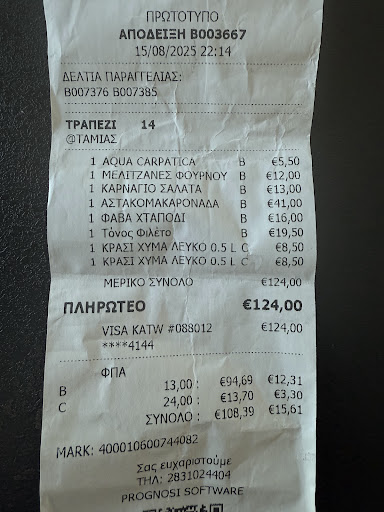 ΠΡΩΤΟΤΥΠΟ
ΑΠΟΔΕΙΞΗ Β003667
15/08/2025 22:14
ΔΕΛΤΙΑ ΠΑΡΑΓΓΕΛΙΑΣ:
Β007376 Β007385
ΤΡΑΠΕΖΙ 14
@ΤΑΜΙΑΣ
1 AQUA CARPATICA B €5,50
1 ΜΕΛΙΤΖΑΝΕΣ ΦΟΥΡΝΟΥ B €12,00
1 ΚΑΡΝΑΓΙΟ ΣΑΛΑΤΑ B €13,00
1 ΑΣΤΑΚΟΜΑΚΑΡΟΝΑΔΑ B €41,00
1 ΦΑΒΑ ΧΤΑΠΟΔΙ B €16,00
1 Τόνος Φιλέτο B €19,50
1 ΚΡΑΣΙ ΧΥΜΑ ΛΕΥΚΟ 0.5 L C €8,50
1 ΚΡΑΣΙ ΧΥΜΑ ΛΕΥΚΟ 0.5 L C €8,50
ΜΕΡΙΚΟ ΣΥΝΟΛΟ €124,00
ΠΛΗΡΩΤΕΟ €124,00
VISA KATW #088012 €124,00
****4144
ΦΠΑ
B 13,00 : €94,69 €12,31
C 24,00 : €13,70 €3,30
ΣΥΝΟΛΟ : €108,39 €15,61
MARK: 400010600744082
Σας ευχαριστούμε
ΤΗΛ: 2831024404
PROGNOSI SOFTWARE